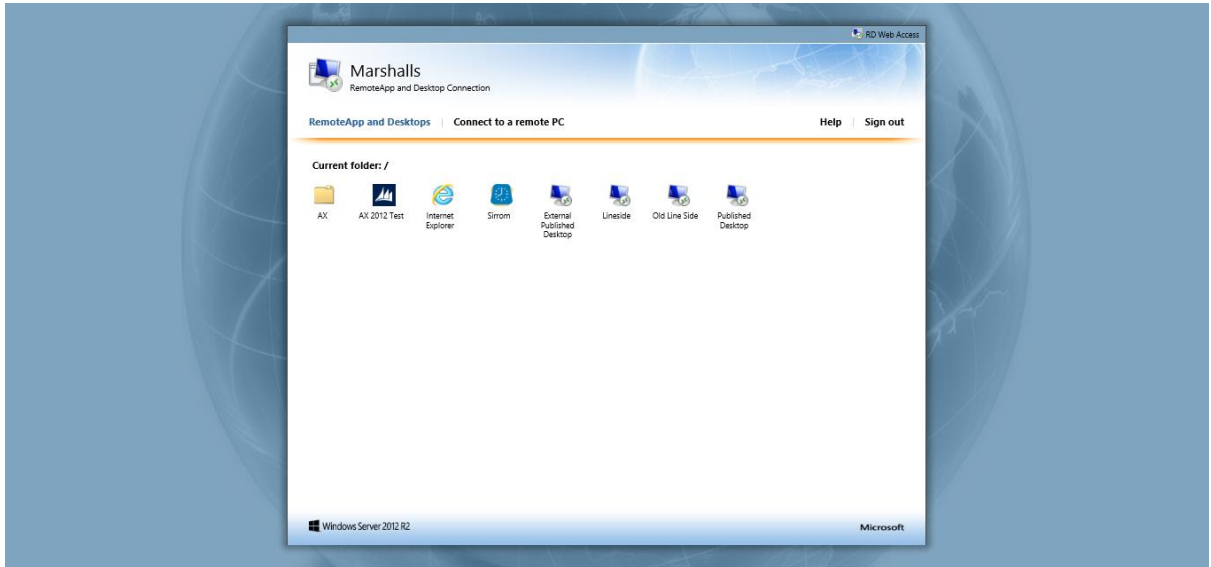 RD Web Access
Marshalls
RemoteApp and Desktop Connection
RemoteApp and Desktops | Connect to a remote PC
Help | Sign out
Current folder: /
AX
AX 2012 Test
Internet
Explorer
Sirrom
External
Published
Desktop
Lineside
Old Line Side
Published
Desktop
Windows Server 2012 R2
Microsoft